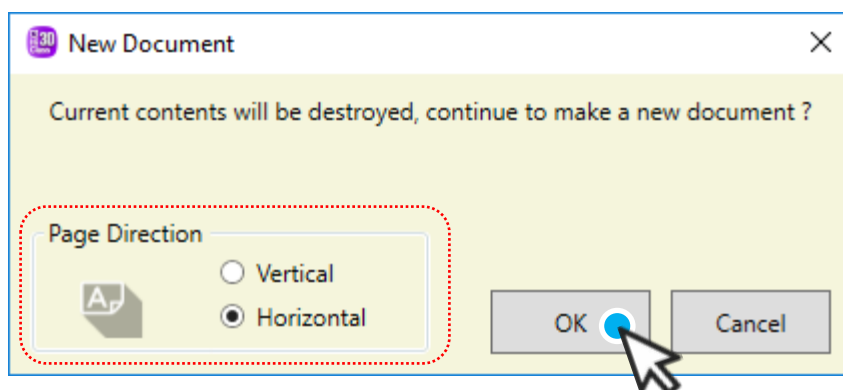 New Document
Current contents will be destroyed, continue to make a new document ?
Page Direction
A
Vertical
Horizontal
OK
Cancel